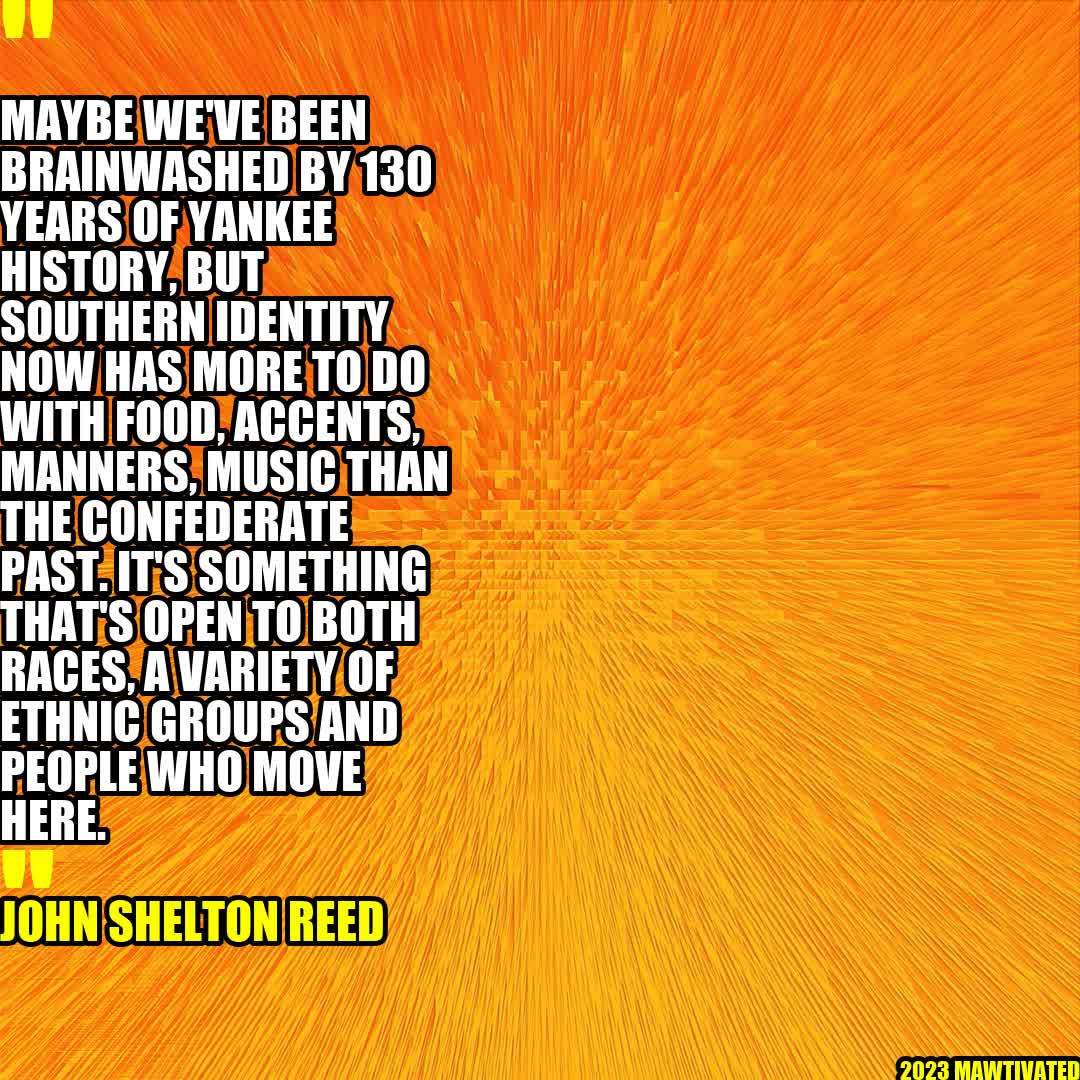 "
MAYBE WE'VE BEEN
BRAINWASHED BY 130
YEARS OF YANKEE
HISTORY, BUT
SOUTHERN IDENTITY
NOW HAS MORE TO DO
WITH FOOD, ACCENTS,
MANNERS, MUSIC THAN
THE CONFEDERATE
PAST. IT'S SOMETHING
THAT'S OPEN TO BOTH
RACES, A VARIETY OF
ETHNIC GROUPS AND
PEOPLE WHO MOVE
HERE.
"
JOHN SHELTON REED
2023 MAWTIVATED